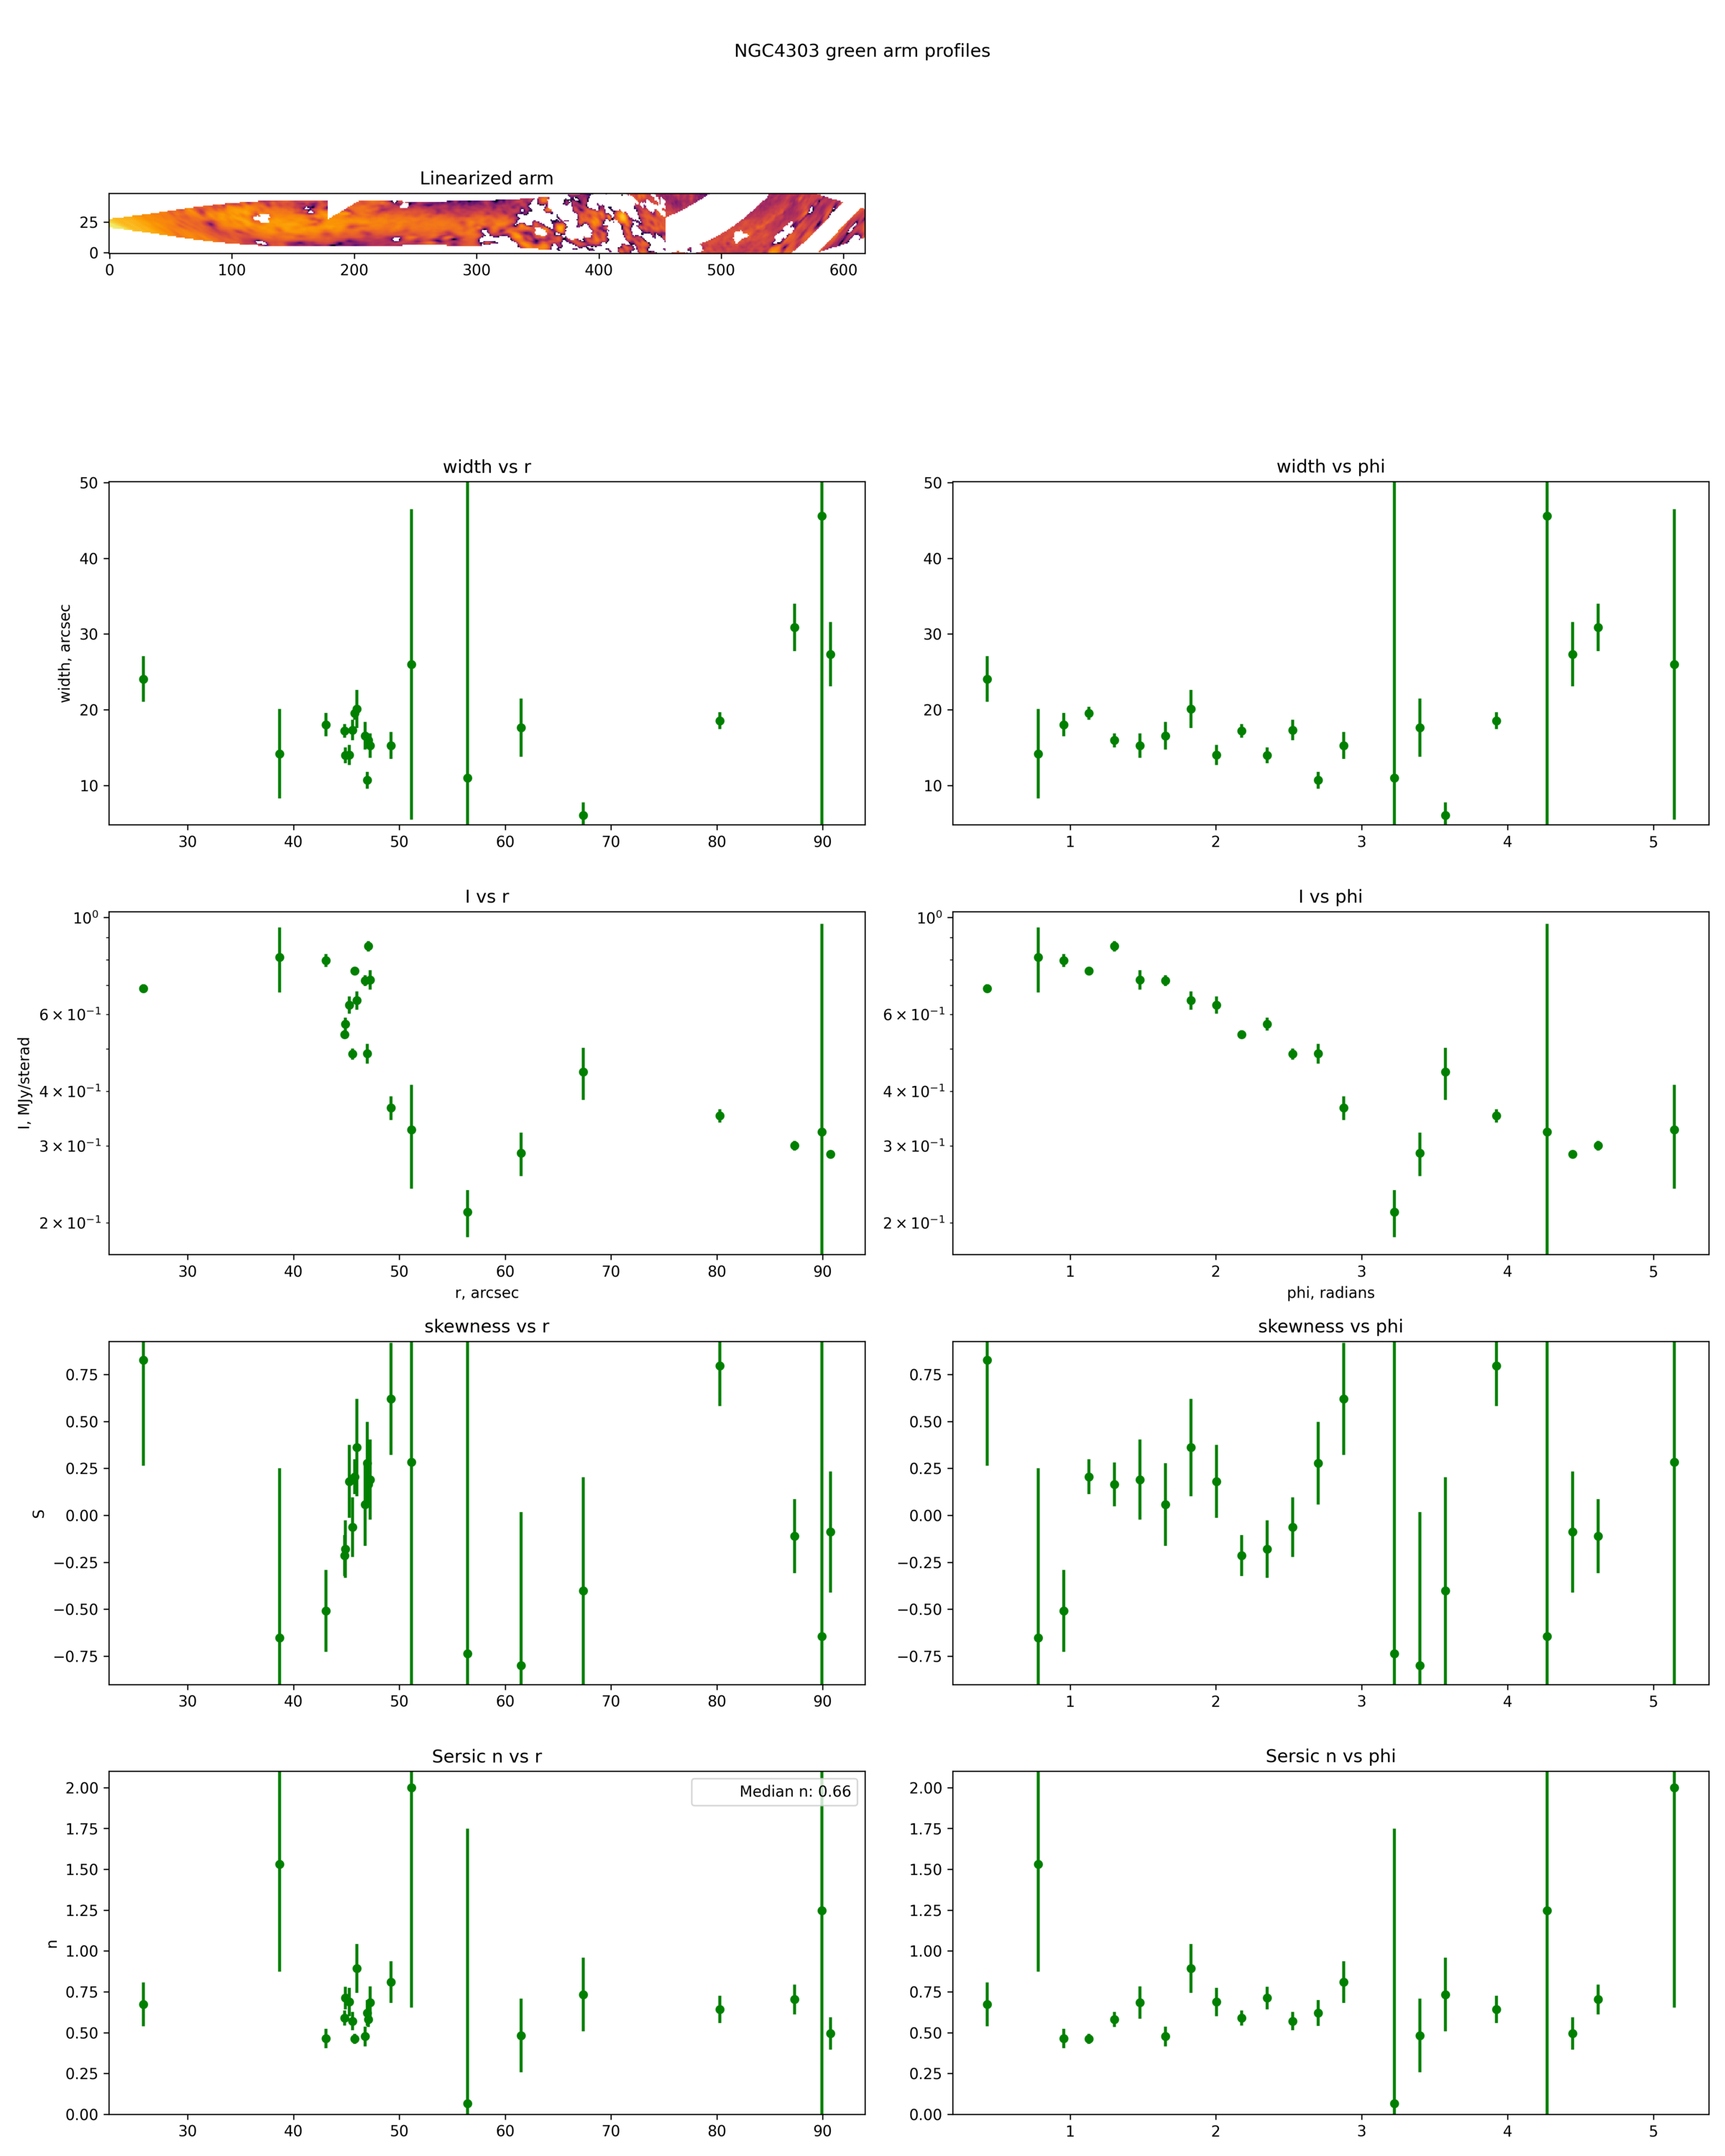 NGC4303 green arm profiles
Linearized arm
25
0
0 100 200 300 400 500 600
width vs r
width, arcsec
50
40
30
20
10
30 40 50 60 70 80 90
width vs phi
50
40
30
20
10
1 2 3 4 5
I vs r
I, MJy/sterad
10⁰
6 × 10⁻¹
4 × 10⁻¹
3 × 10⁻¹
2 × 10⁻¹
30 40 50 60 70 80 90
r, arcsec
I vs phi
10⁰
6 × 10⁻¹
4 × 10⁻¹
3 × 10⁻¹
2 × 10⁻¹
1 2 3 4 5
phi, radians
skewness vs r
S
0.75
0.50
0.25
0.00
−0.25
−0.50
−0.75
30 40 50 60 70 80 90
skewness vs phi
0.75
0.50
0.25
0.00
−0.25
−0.50
−0.75
1 2 3 4 5
Sersic n vs r
Median n: 0.66
n
2.00
1.75
1.50
1.25
1.00
0.75
0.50
0.25
0.00
30 40 50 60 70 80 90
Sersic n vs phi
2.00
1.75
1.50
1.25
1.00
0.75
0.50
0.25
0.00
1 2 3 4 5